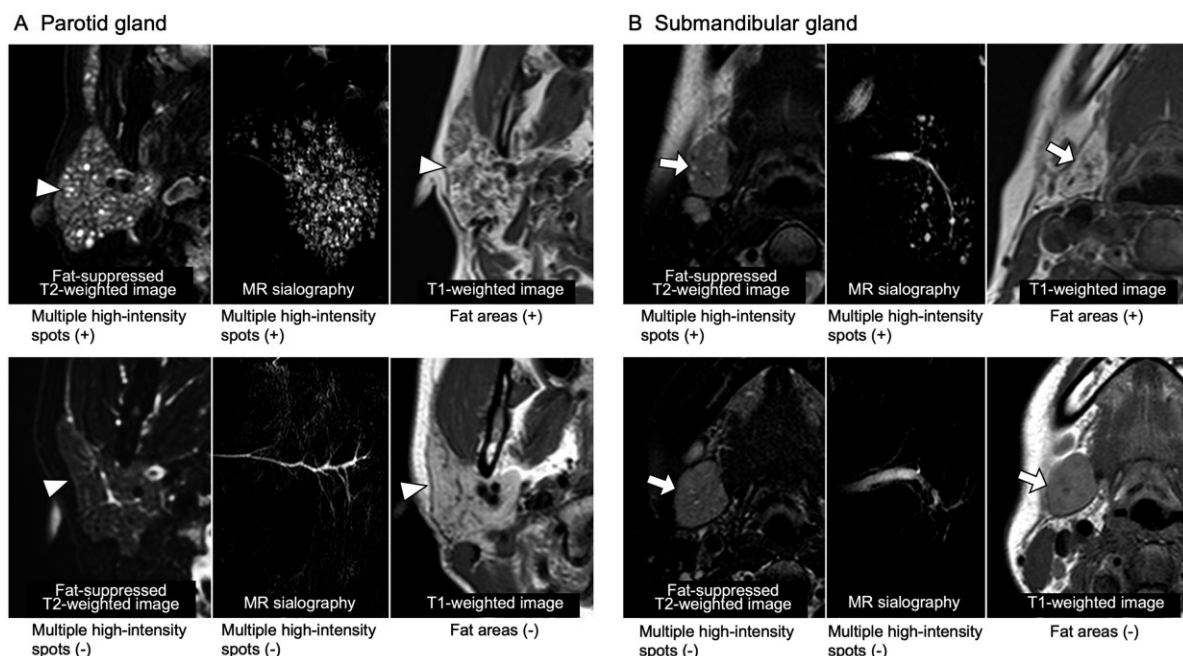 A Parotid gland
Fat-suppressed
T2-weighted image
MR sialography
T1-weighted image
Multiple high-intensity
spots (+)
Multiple high-intensity
spots (+)
Fat areas (+)
Fat-suppressed
T2-weighted image
MR sialography
T1-weighted image
Multiple high-intensity
spots (-)
Multiple high-intensity
spots (-)
Fat areas (-)
B Submandibular gland
Fat-suppressed
T2-weighted image
MR sialography
T1-weighted image
Multiple high-intensity
spots (+)
Multiple high-intensity
spots (+)
Fat areas (+)
Fat-suppressed
T2-weighted image
MR sialography
T1-weighted image
Multiple high-intensity
spots (-)
Multiple high-intensity
spots (-)
Fat areas (-)